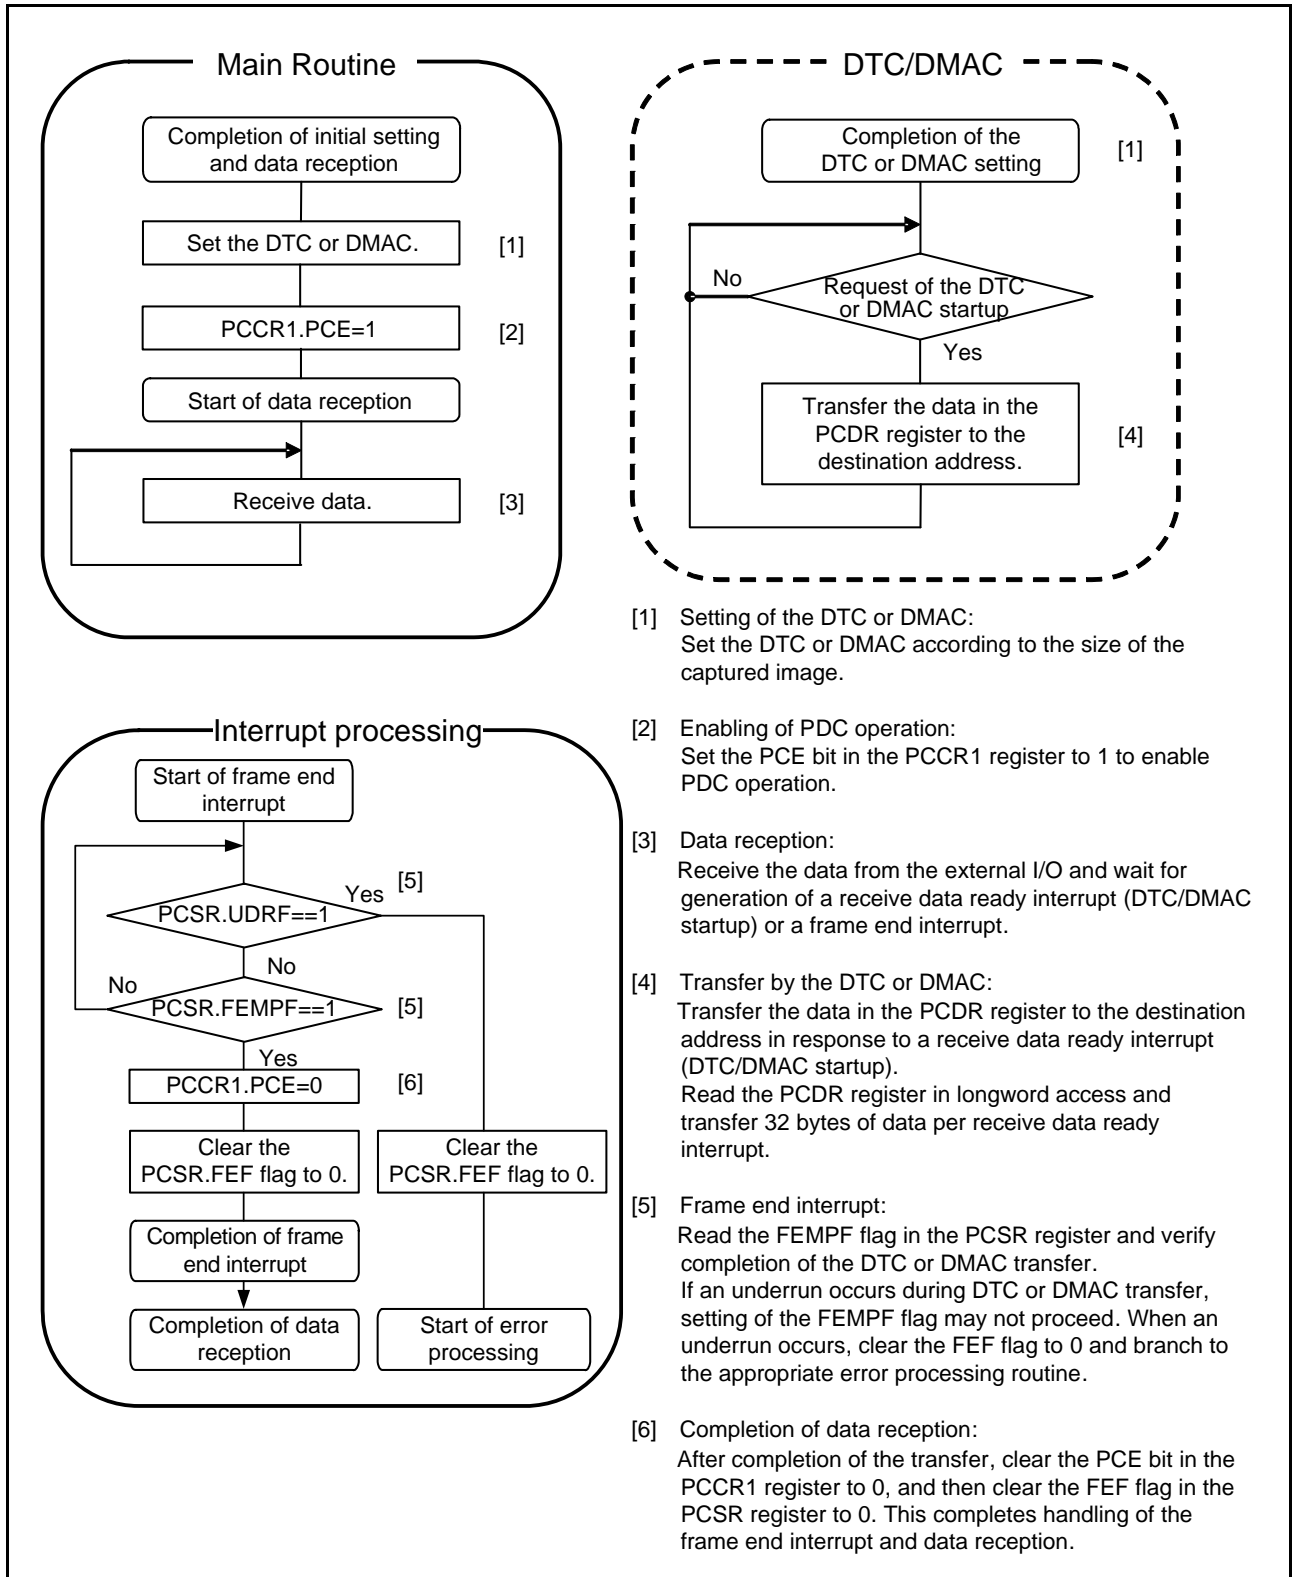 Main Routine
Completion of initial setting
and data reception
Set the DTC or DMAC.
[1]
PCCR1.PCE=1
[2]
Start of data reception
Receive data.
[3]
DTC/DMAC
Completion of the
DTC or DMAC setting
[1]
No
Request of the DTC
or DMAC startup
Yes
Transfer the data in the
PCDR register to the
destination address.
[4]
Interrupt processing
Start of frame end
interrupt
Yes
[5]
PCSR.UDRF==1
No
No
PCSR.FEMPF==1
[5]
Yes
PCCR1.PCE=0
[6]
Clear the
PCSR.FEF flag to 0.
Clear the
PCSR.FEF flag to 0.
Completion of frame
end interrupt
Completion of data
reception
Start of error
processing
[1] Setting of the DTC or DMAC:
Set the DTC or DMAC according to the size of the
captured image.
[2] Enabling of PDC operation:
Set the PCE bit in the PCCR1 register to 1 to enable
PDC operation.
[3] Data reception:
Receive the data from the external I/O and wait for
generation of a receive data ready interrupt (DTC/DMAC
startup) or a frame end interrupt.
[4] Transfer by the DTC or DMAC:
Transfer the data in the PCDR register to the destination
address in response to a receive data ready interrupt
(DTC/DMAC startup).
Read the PCDR register in longword access and
transfer 32 bytes of data per receive data ready
interrupt.
[5] Frame end interrupt:
Read the FEMPF flag in the PCSR register and verify
completion of the DTC or DMAC transfer.
If an underrun occurs during DTC or DMAC transfer,
setting of the FEMPF flag may not proceed. When an
underrun occurs, clear the FEF flag to 0 and branch to
the appropriate error processing routine.
[6] Completion of data reception:
After completion of the transfer, clear the PCE bit in the
PCCR1 register to 0, and then clear the FEF flag in the
PCSR register to 0. This completes handling of the
frame end interrupt and data reception.